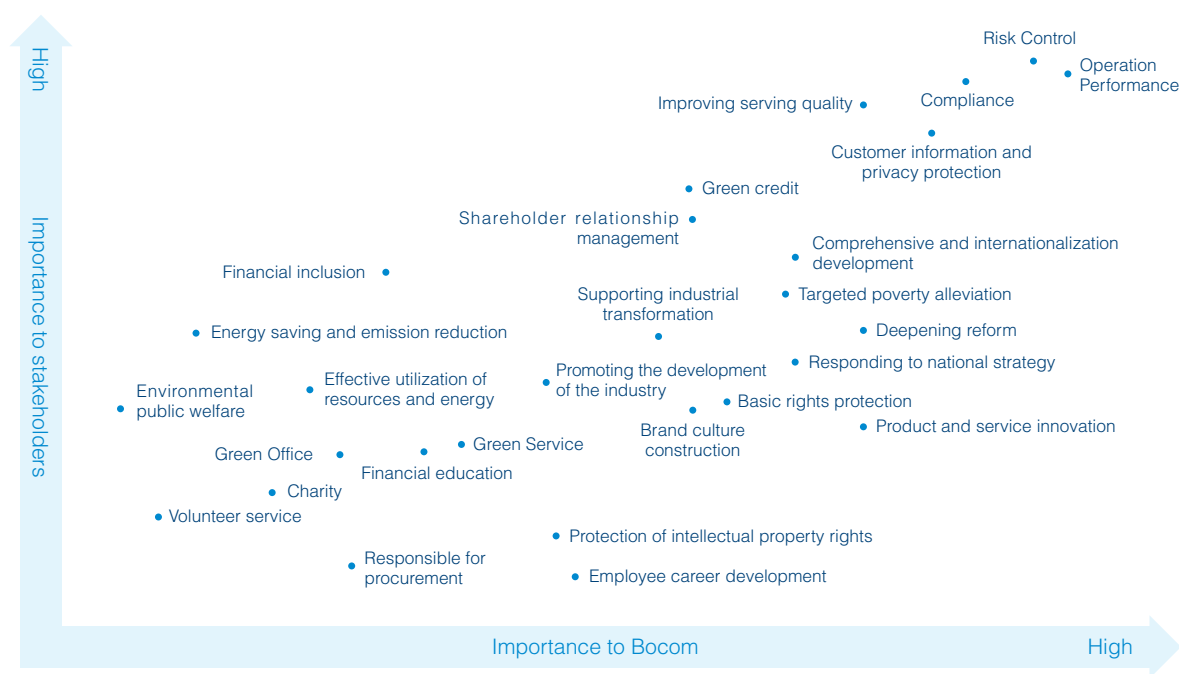 High
Importance to stakeholders
Risk Control
Operation
Performance
Compliance
Improving serving quality
Customer information and
privacy protection
Green credit
Shareholder relationship
management
Comprehensive and internationalization
development
Financial inclusion
Supporting industrial
transformation
Targeted poverty alleviation
Energy saving and emission reduction
Deepening reform
Responding to national strategy
Promoting the development
of the industry
Effective utilization of
resources and energy
Environmental
public welfare
Basic rights protection
Brand culture
construction
Product and service innovation
Green Service
Green Office
Financial education
Charity
Volunteer service
Protection of intellectual property rights
Responsible for
procurement
Employee career development
Importance to Bocom
High